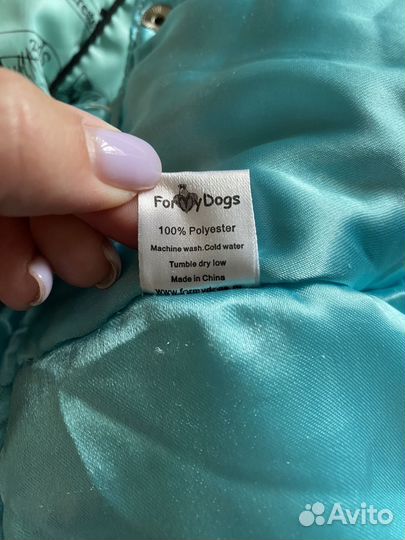 ForMyDogs
100% Polyester
Machine wash.Cold water
Tumble dry low
Made in China
Avito